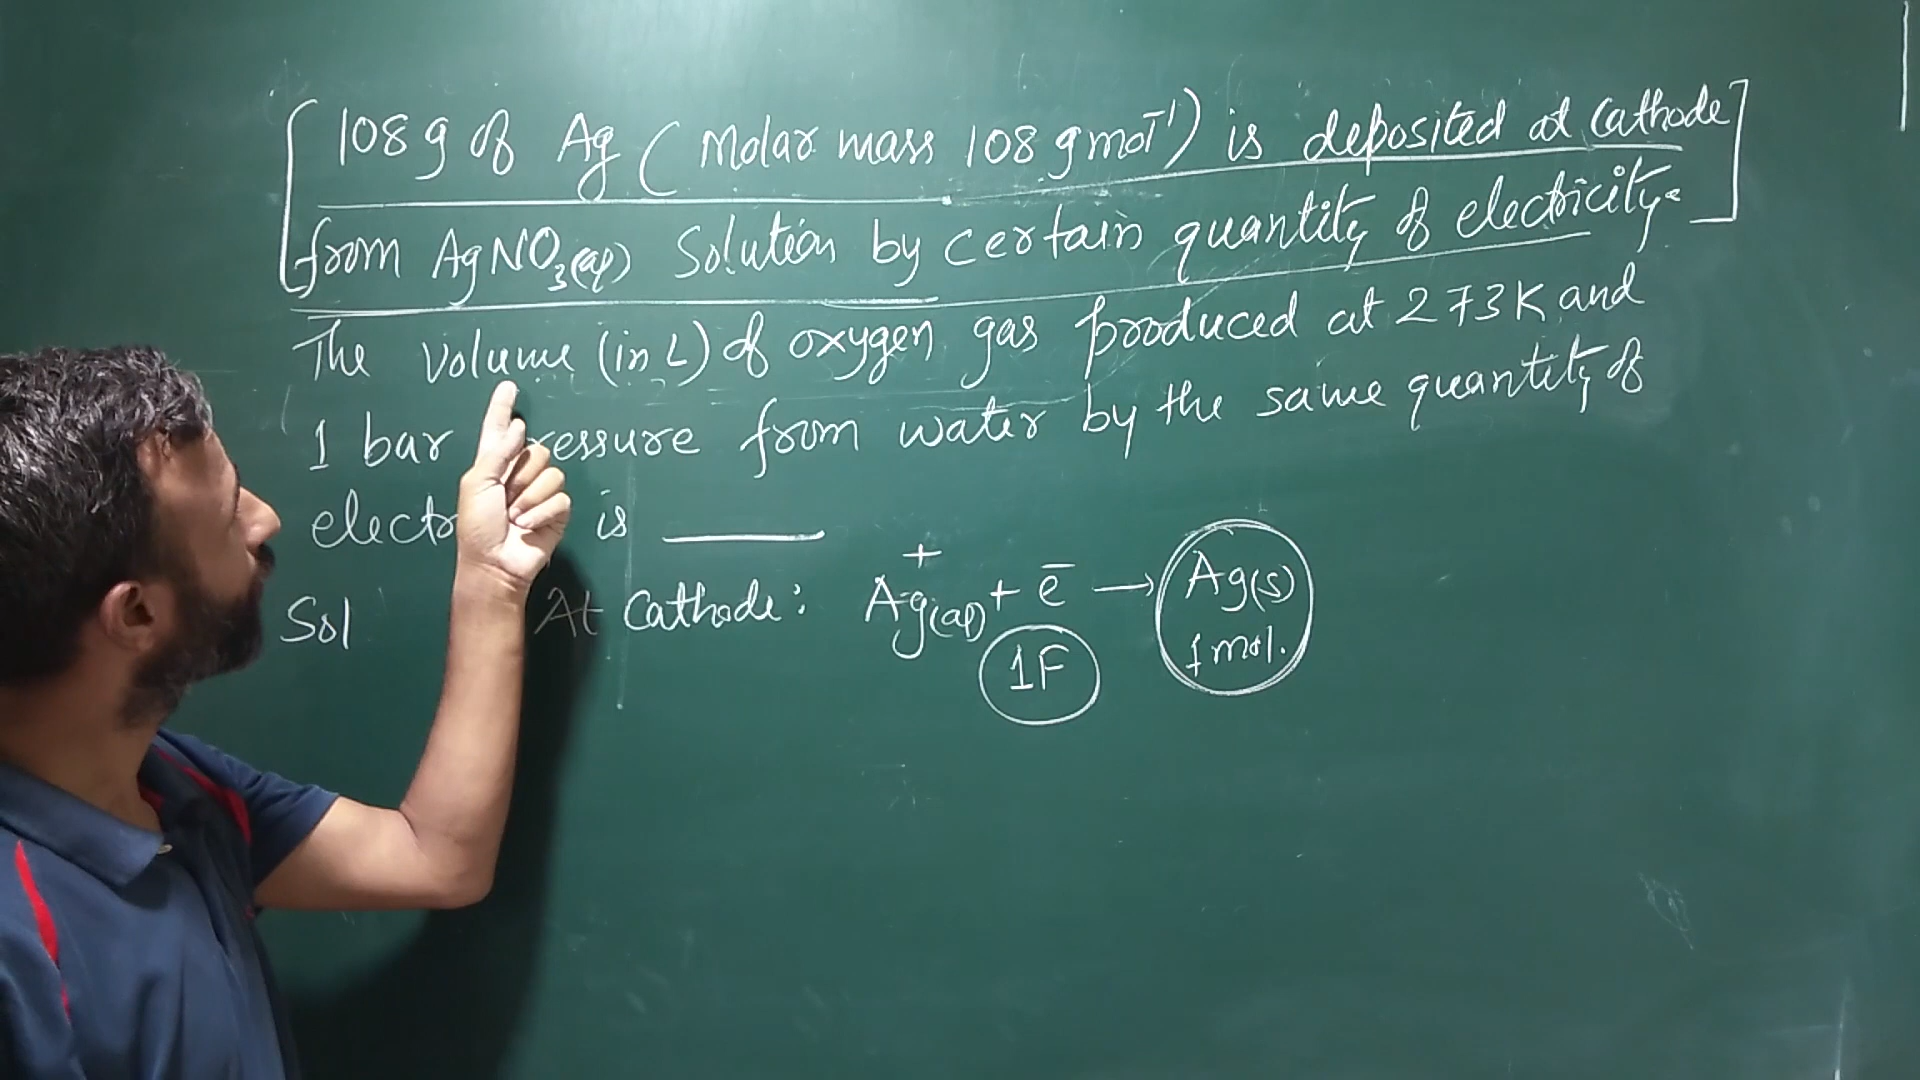 [108 g of Ag (Molar mass 108 g mol⁻¹) is deposited at cathode
from AgNO₃(aq) solution by certain quantity of electricity.]
The volume (in L) of oxygen gas produced at 273K and
1 bar ressure from water by the same quantity of
electr is ______
Sol At Cathode: Ag⁺(aq) + e⁻ → Ag(s)
1F 1 mol.